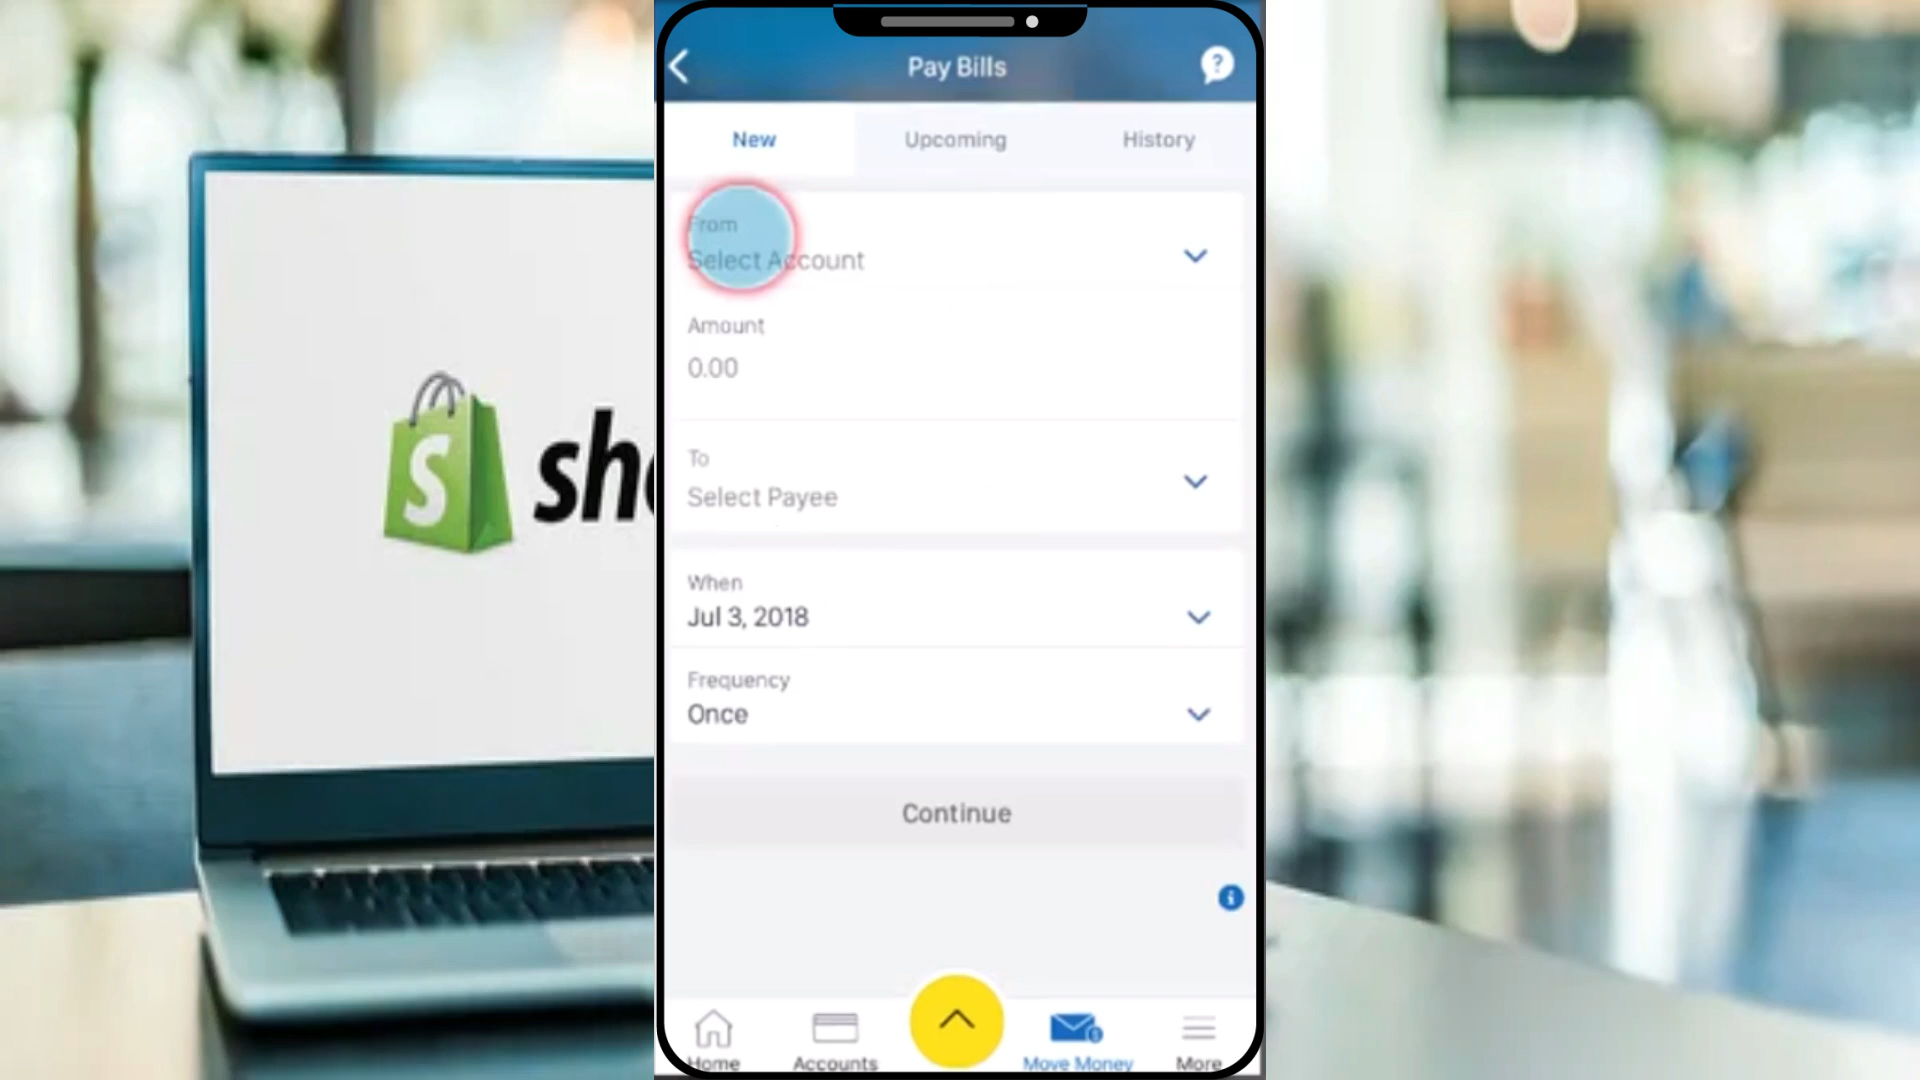 Pay Bills
?
New Upcoming History
From
Select Account
Amount
0.00
To
Select Payee
When
Jul 3, 2018
Frequency
Once
Continue
i
Home Accounts Move Money More
S
sh